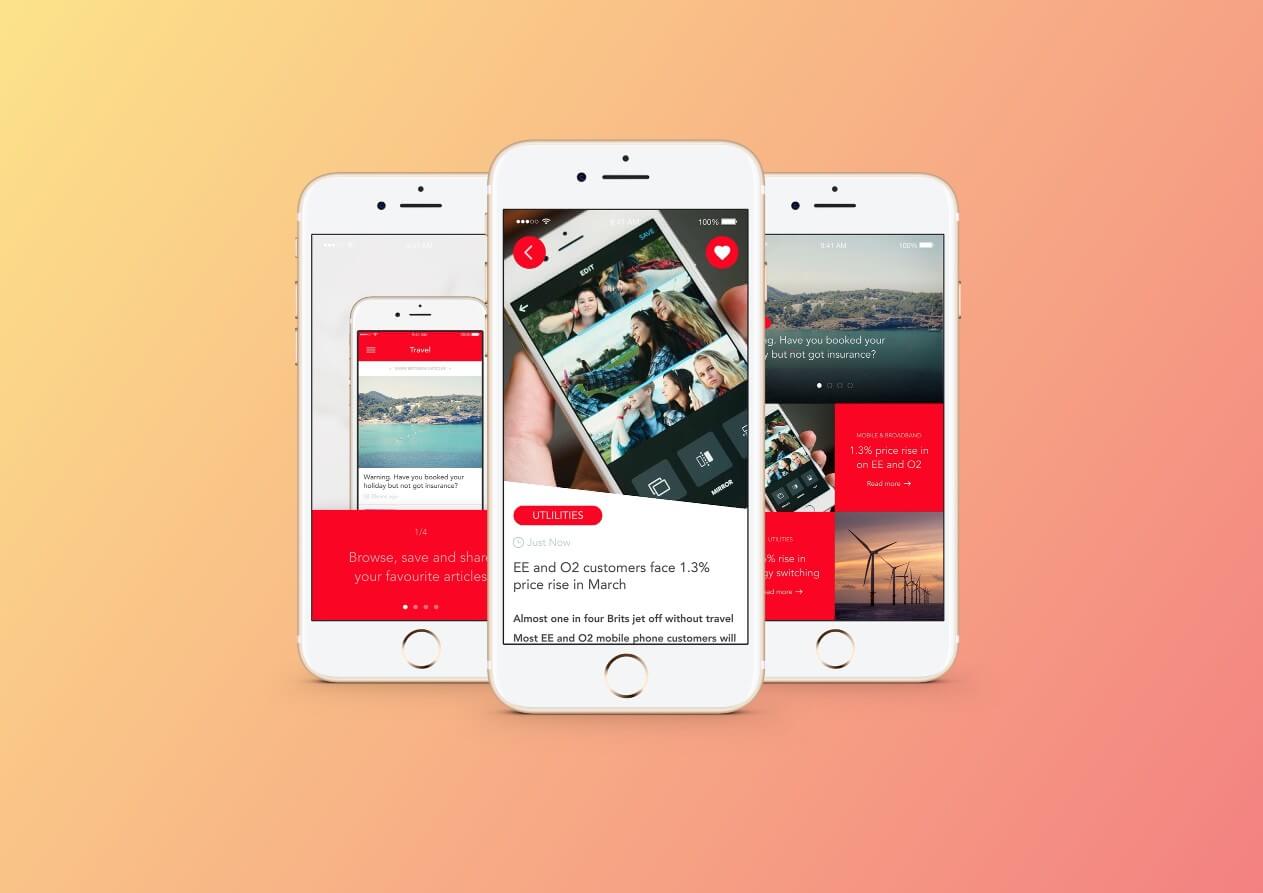 9:41 AM
Travel
SWIPE BETWEEN ARTICLES
Warning. Have you booked your
holiday but not got insurance?
1/4
Browse, save and share
your favourite articles
9:41 AM
100%
SAVE
EDIT
MIRROR
UTLILITIES
Just Now
EE and O2 customers face 1.3%
price rise in March
Almost one in four Brits jet off without travel
Most EE and O2 mobile phone customers will
9:41 AM
100%
ng. Have you booked your
y but not got insurance?
MOBILE & BROADBAND
1.3% price rise in
on EE and O2
Read more →
UTILITIES
% rise in
gy switching
ead more →